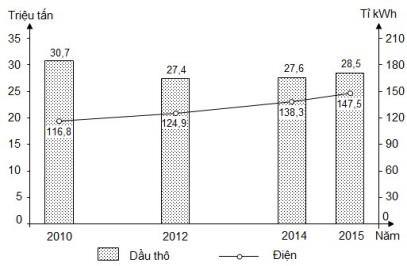 Triệu tấn Tỉ kWh
35 210
30 180
25 150
20 120
15 90
10 60
5 30
0 0
30,7 27,4 27,6 28,5
116,8 124,9 138,3 147,5
2010 2012 2014 2015 Năm
Dầu thô Điện